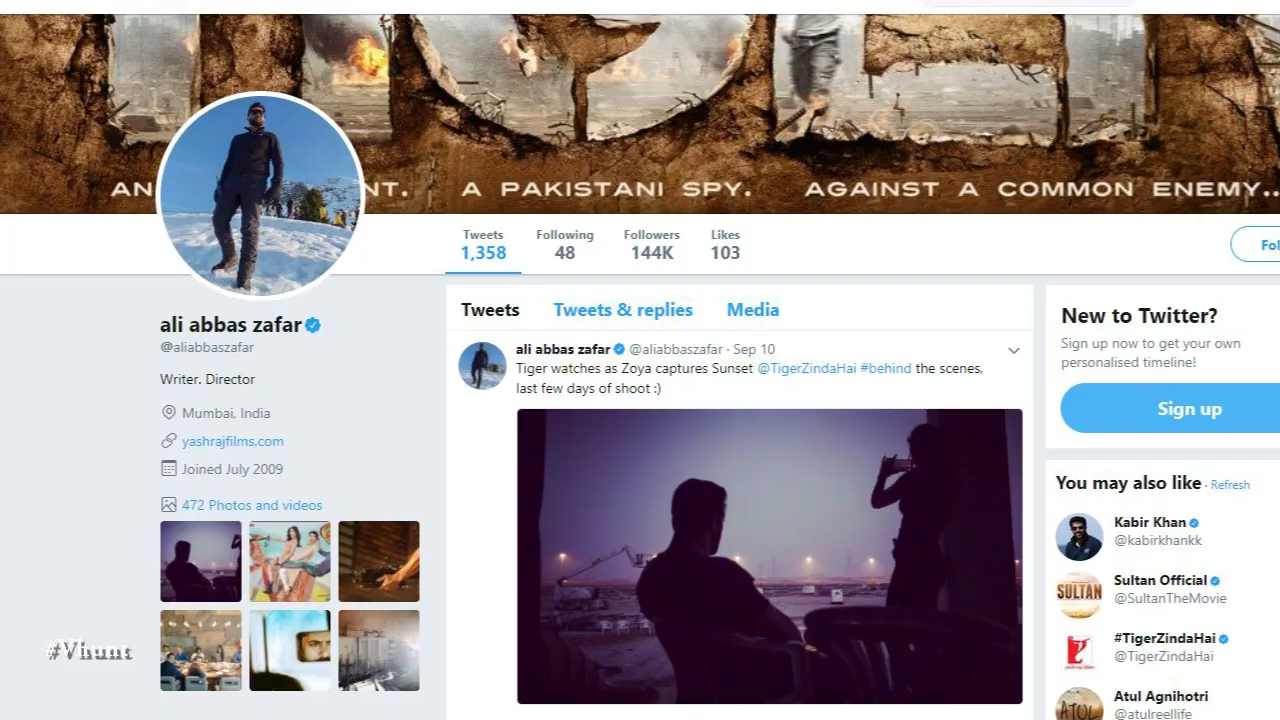 AN
NT. A PAKISTANI SPY. AGAINST A COMMON ENEMY..
Tweets Following Followers Likes
1,358 48 144K 103
Fol
ali abbas zafar
@aliabbaszafar
Writer. Director
Mumbai, India
yashrajfilms.com
Joined July 2009
472 Photos and videos
#Vhunt
Tweets Tweets & replies Media
ali abbas zafar @aliabbaszafar · Sep 10
Tiger watches as Zoya captures Sunset @TigerZindaHai #behind the scenes,
last few days of shoot :)
New to Twitter?
Sign up now to get your own
personalised timeline!
Sign up
You may also like · Refresh
Kabir Khan
@kabirkhankk
Sultan Official
@SultanTheMovie
SULTAN
#TigerZindaHai
@TigerZindaHai
Atul Agnihotri
@atulreellife
ATUL